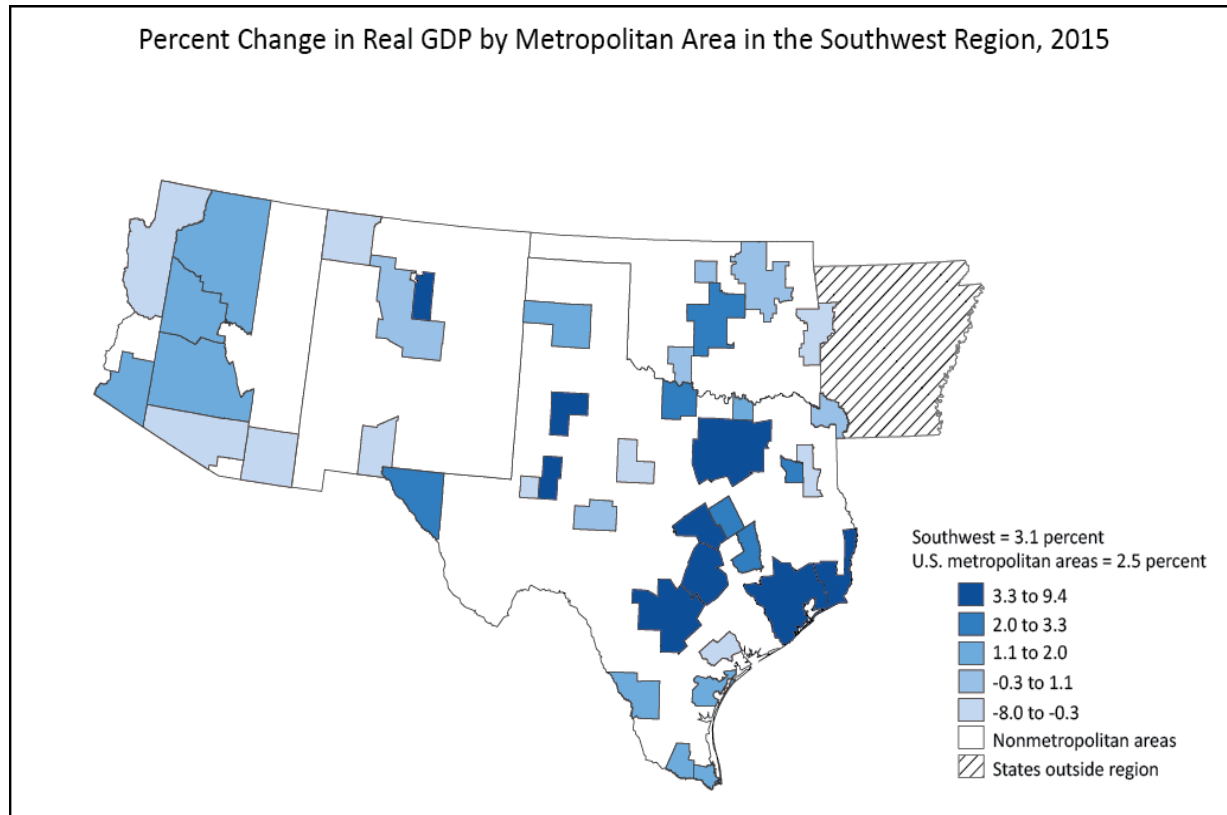 Percent Change in Real GDP by Metropolitan Area in the Southwest Region, 2015
Southwest = 3.1 percent
U.S. metropolitan areas = 2.5 percent
3.3 to 9.4
2.0 to 3.3
1.1 to 2.0
-0.3 to 1.1
-8.0 to -0.3
Nonmetropolitan areas
States outside region